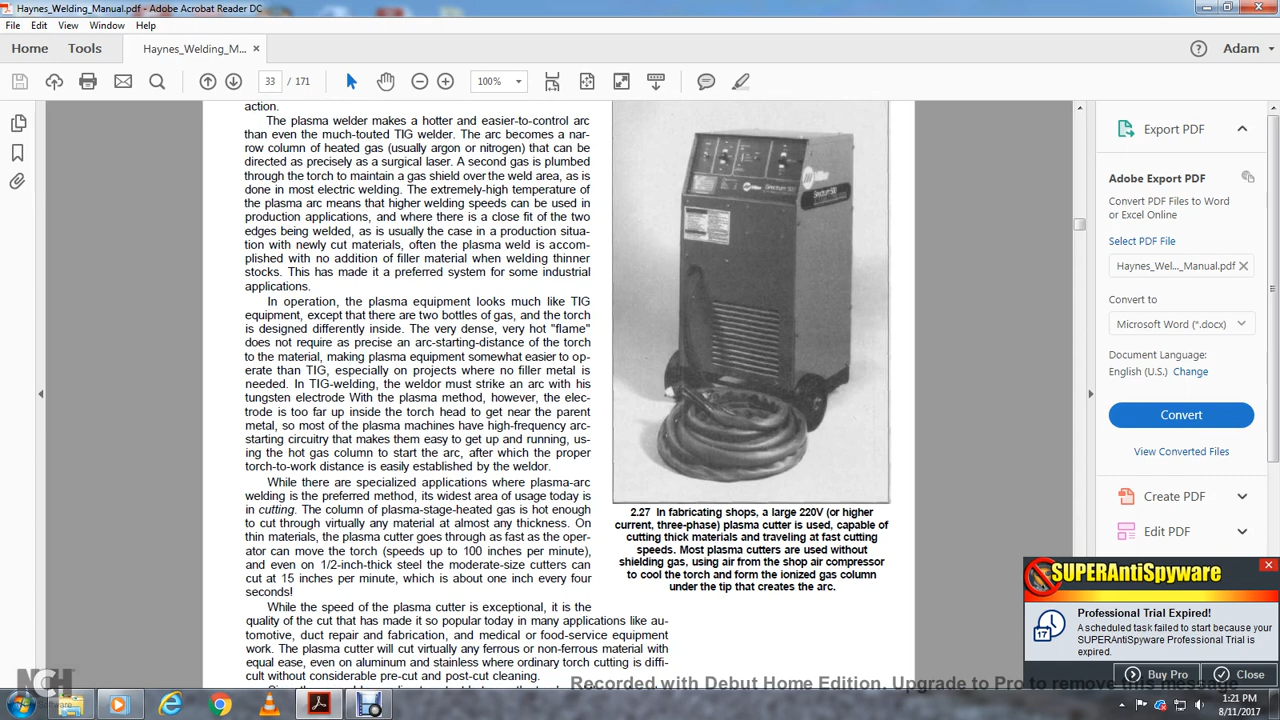 Haynes_Welding_Manual.pdf - Adobe Acrobat Reader DC
File Edit View Window Help
Home Tools Haynes_Welding_M... ×
Adam
33 / 171
100%
action.
The plasma welder makes a hotter and easier-to-control arc
than even the much-touted TIG welder. The arc becomes a nar-
row column of heated gas (usually argon or nitrogen) that can be
directed as precisely as a surgical laser. A second gas is plumbed
through the torch to maintain a gas shield over the weld area, as is
done in most electric welding. The extremely-high temperature of
the plasma arc means that higher welding speeds can be used in
production applications, and where there is a close fit of the two
edges being welded, as is usually the case in a production situa-
tion with newly cut materials, often the plasma weld is accom-
plished with no addition of filler material when welding thinner
stocks. This has made it a preferred system for some industrial
applications.
In operation, the plasma equipment looks much like TIG
equipment, except that there are two bottles of gas, and the torch
is designed differently inside. The very dense, very hot "flame"
does not require as precise an arc-starting-distance of the torch
to the material, making plasma equipment somewhat easier to op-
erate than TIG, especially on projects where no filler metal is
needed. In TIG-welding, the weldor must strike an arc with his
tungsten electrode With the plasma method, however, the elec-
trode is too far up inside the torch head to get near the parent
metal, so most of the plasma machines have high-frequency arc-
starting circuitry that makes them easy to get up and running, us-
ing the hot gas column to start the arc, after which the proper
torch-to-work distance is easily established by the weldor.
While there are specialized applications where plasma-arc
welding is the preferred method, its widest area of usage today is
in cutting. The column of plasma-stage-heated gas is hot enough
to cut through virtually any material at almost any thickness. On
thin materials, the plasma cutter goes through as fast as the oper-
ator can move the torch (speeds up to 100 inches per minute),
and even on 1/2-inch-thick steel the moderate-size cutters can
cut at 15 inches per minute, which is about one inch every four
seconds!
While the speed of the plasma cutter is exceptional, it is the
quality of the cut that has made it so popular today in many applications like au-
tomotive, duct repair and fabrication, and medical or food-service equipment
work. The plasma cutter will cut virtually any ferrous or non-ferrous material with
equal ease, even on aluminum and stainless where ordinary torch cutting is diffi-
cult without considerable pre-cut and post-cut cleaning.
2.27 In fabricating shops, a large 220V (or higher
current, three-phase) plasma cutter is used, capable of
cutting thick materials and traveling at fast cutting
speeds. Most plasma cutters are used without
shielding gas, using air from the shop air compressor
to cool the torch and form the ionized gas column
under the tip that creates the arc.
Export PDF
Adobe Export PDF
Convert PDF Files to Word
or Excel Online
Select PDF File
Haynes_Wel..._Manual.pdf
Convert to
Microsoft Word (*.docx)
Document Language:
English (U.S.) Change
Convert
View Converted Files
Create PDF
Edit PDF
SUPERAntiSpyware
Professional Trial Expired!
A scheduled task failed to start because your
SUPERAntiSpyware Professional Trial is
expired.
17
Buy Pro Close
NCH
Software
Recorded with Debut Home Edition. Upgrade to Pro to remove this message
1:21 PM
8/11/2017